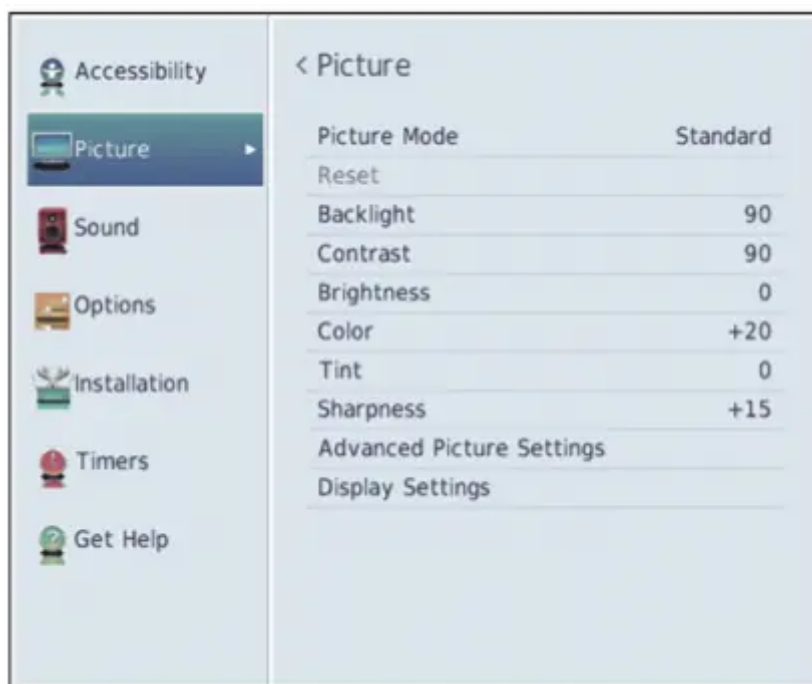 Accessibility
Picture
Sound
Options
Installation
Timers
Get Help
< Picture
Picture Mode Standard
Reset
Backlight 90
Contrast 90
Brightness 0
Color +20
Tint 0
Sharpness +15
Advanced Picture Settings
Display Settings